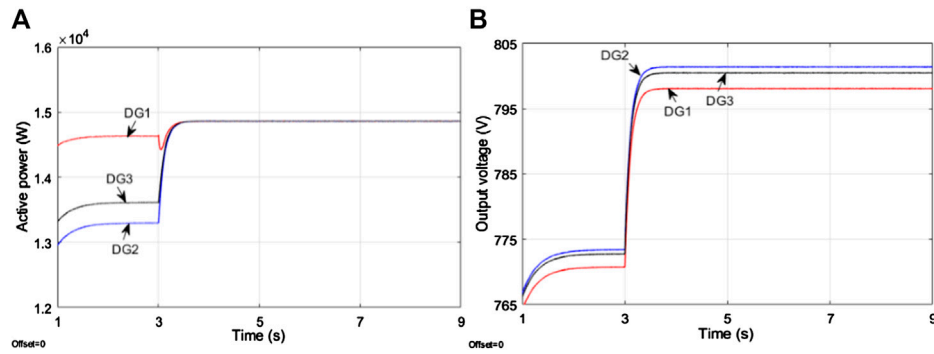 A
×10⁴
1.6
1.5
1.4
1.3
1.2
Active power (W)
DG1
DG3
DG2
1
3
5
7
9
Time (s)
Offset=0
B
805
795
785
775
765
Output voltage (V)
DG2
DG3
DG1
1
3
5
7
9
Time (s)
Offset=0